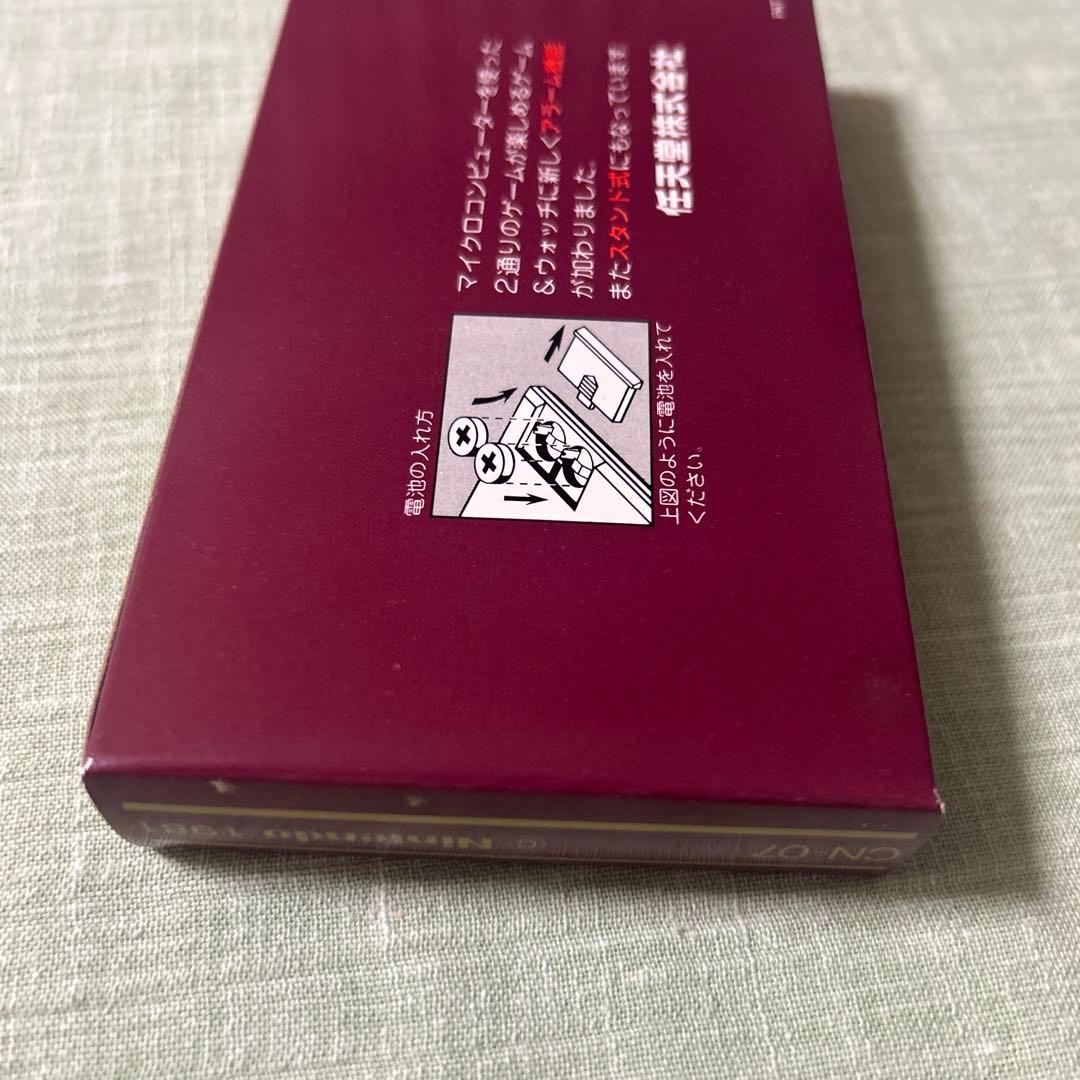 マイクロコンピューターを使った
2通りのゲームが楽しめるゲーム
&ウォッチに新しくアラーム機能
が加わりました。
またスタンド式にもなっています
任天堂株式会社
電池の入れ方
上図のように電池を入れて
ください。
CN-07
© Nintendo 1981